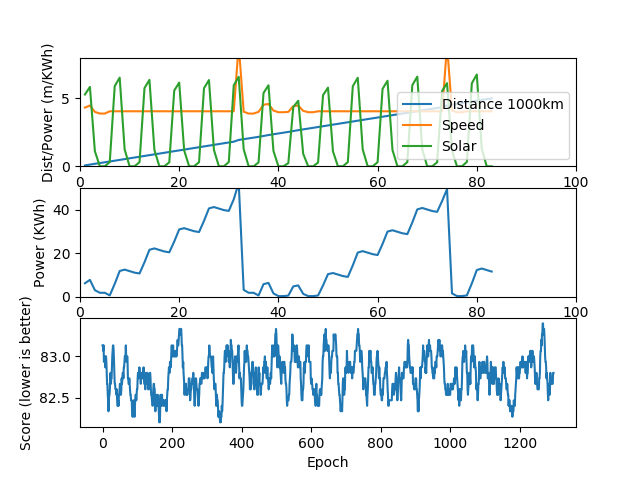 Dist/Power (m/KWh)
5
0
Distance 1000km
Speed
Solar
0 20 40 60 80 100
Power (KWh)
40
20
0
0 20 40 60 80 100
Score (lower is better)
83.0
82.5
0 200 400 600 800 1000 1200
Epoch